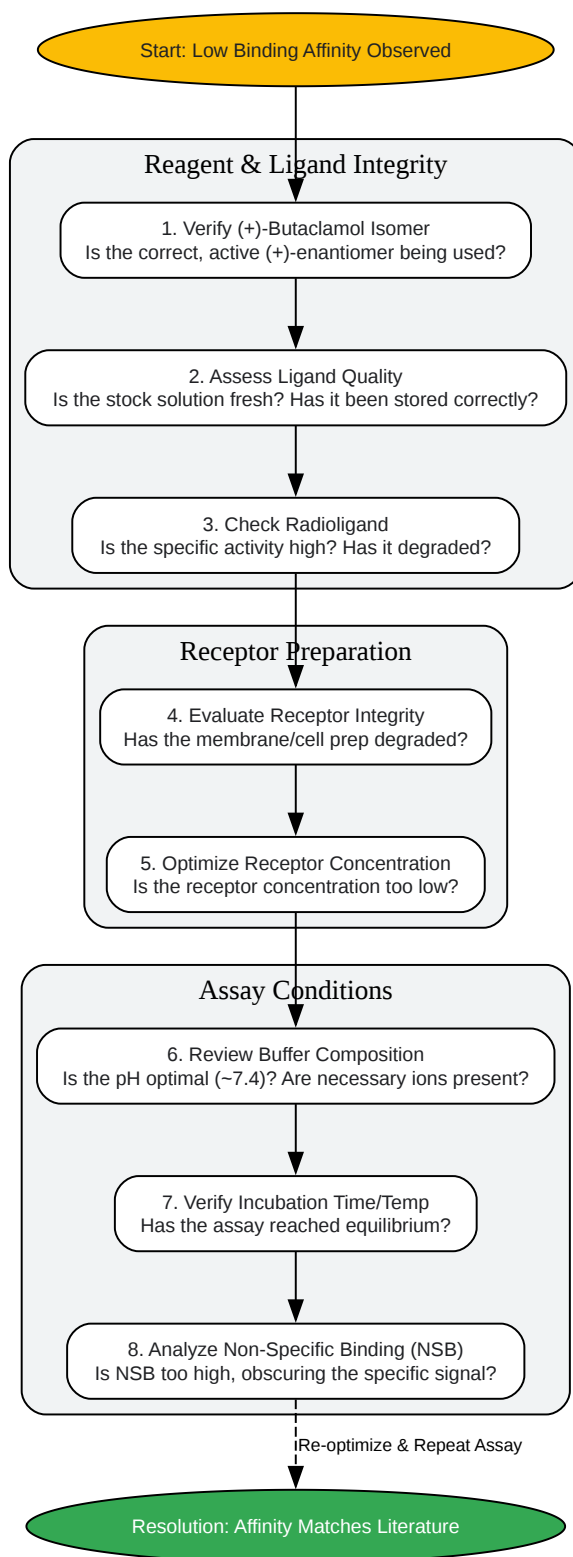 Start: Low Binding Affinity Observed
Reagent & Ligand Integrity
1. Verify (+)-Butaclamol Isomer
Is the correct, active (+)-enantiomer being used?
2. Assess Ligand Quality
Is the stock solution fresh? Has it been stored correctly?
3. Check Radioligand
Is the specific activity high? Has it degraded?
Receptor Preparation
4. Evaluate Receptor Integrity
Has the membrane/cell prep degraded?
5. Optimize Receptor Concentration
Is the receptor concentration too low?
Assay Conditions
6. Review Buffer Composition
Is the pH optimal (~7.4)? Are necessary ions present?
7. Verify Incubation Time/Temp
Has the assay reached equilibrium?
8. Analyze Non-Specific Binding (NSB)
Is NSB too high, obscuring the specific signal?
Re-optimize & Repeat Assay
Resolution: Affinity Matches Literature